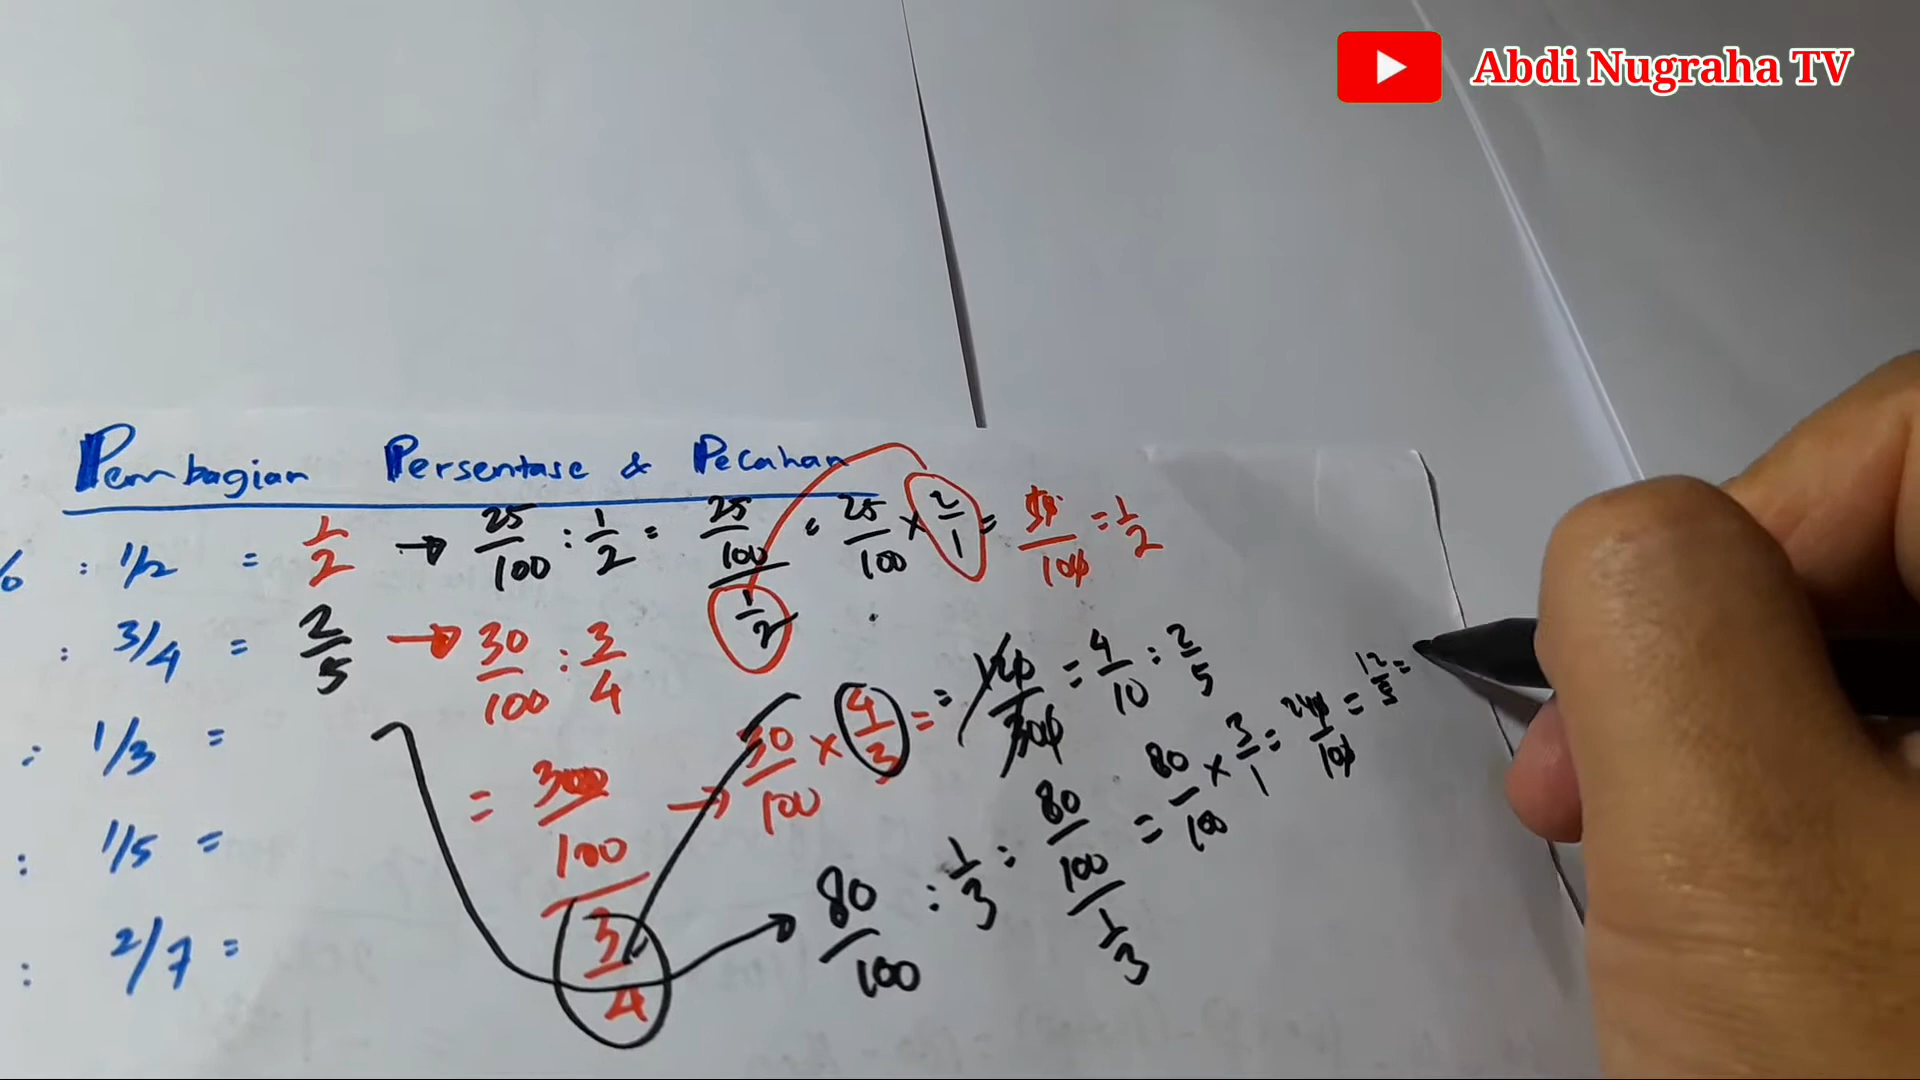 Abdi Nugraha TV
Pembagian Persentase & Pecahan
: 1/2 = 1/2 → 25/100 : 1/2 = 25/100 / 1/2 = 25/100 × 2/1 = 50/100 = 1/2
: 3/4 = 2/5 → 30/100 : 3/4
= 300/100 / 3/4 → 30/100 × 4/3 = = 120/300 = 4/10 : 2/5
: 1/3 =
80/100 : 1/3 = 80/100 / 1/3 = 80/100 × 3/1 = 240/100 = 12/5 =
: 1/5 =
: 2/7 =